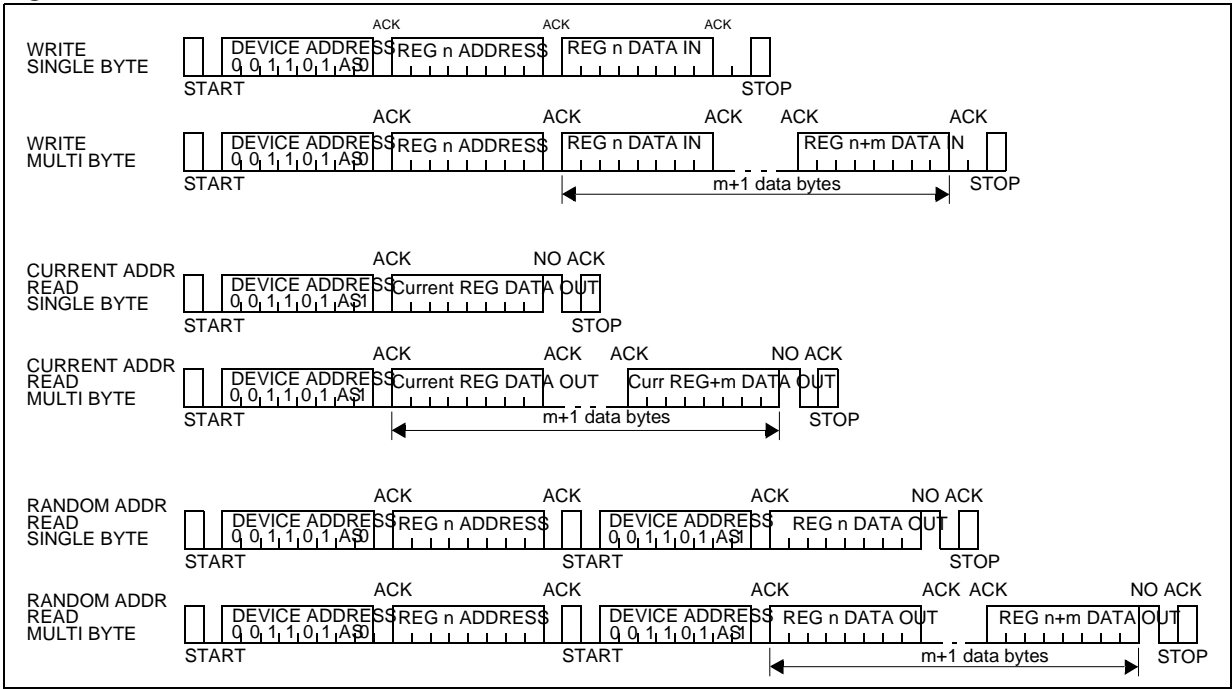 ACK ACK ACK
WRITE
SINGLE BYTE
DEVICE ADDRESS REG n ADDRESS REG n DATA IN
0 0 1 1 0 1 AS 0
START STOP
ACK ACK ACK ACK ACK
WRITE
MULTI BYTE
DEVICE ADDRESS REG n ADDRESS REG n DATA IN REG n+m DATA IN
0 0 1 1 0 1 AS 0
m+1 data bytes
START STOP
ACK NO ACK
CURRENT ADDR
READ
SINGLE BYTE
DEVICE ADDRESS Current REG DATA OUT
0 0 1 1 0 1 AS 1
START STOP
ACK ACK ACK NO ACK
CURRENT ADDR
READ
MULTI BYTE
DEVICE ADDRESS Current REG DATA OUT Curr REG+m DATA OUT
0 0 1 1 0 1 AS 1
START m+1 data bytes STOP
ACK ACK ACK NO ACK
RANDOM ADDR
READ
SINGLE BYTE
DEVICE ADDRESS REG n ADDRESS DEVICE ADDRESS REG n DATA OUT
0 0 1 1 0 1 AS 0 0 0 1 1 0 1 AS 1
START START STOP
ACK ACK ACK ACK ACK NO ACK
RANDOM ADDR
READ
MULTI BYTE
DEVICE ADDRESS REG n ADDRESS DEVICE ADDRESS REG n DATA OUT REG n+m DATA OUT
0 0 1 1 0 1 AS 0 0 0 1 1 0 1 AS 1
START START m+1 data bytes STOP